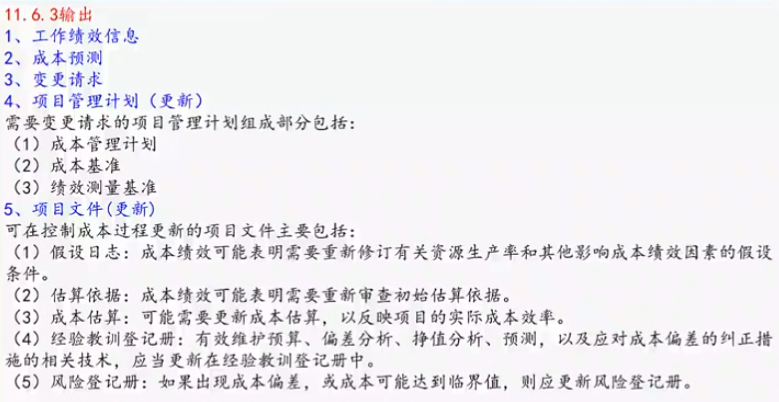 11.6.3输出
1、工作绩效信息
2、成本预测
3、变更请求
4、项目管理计划（更新）
需要变更请求的项目管理计划组成部分包括：
（1）成本管理计划
（2）成本基准
（3）绩效测量基准
5、项目文件(更新)
可在控制成本过程更新的项目文件主要包括：
（1）假设日志：成本绩效可能表明需要重新修订有关资源生产率和其他影响成本绩效因素的假设
条件。
（2）估算依据：成本绩效可能表明需要重新审查初始估算依据。
（3）成本估算：可能需要更新成本估算，以反映项目的实际成本效率。
（4）经验教训登记册：有效维护预算、偏差分析、挣值分析、预测，以及应对成本偏差的纠正措
施的相关技术，应当更新在经验教训登记册中。
（5）风险登记册：如果出现成本偏差，或成本可能达到临界值，则应更新风险登记册。